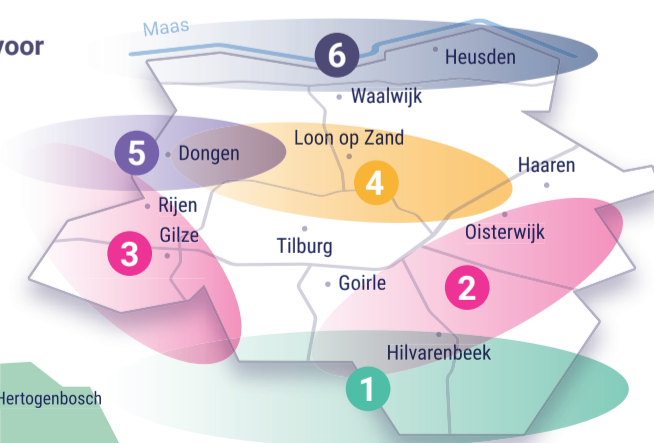 Maas
voor
6
Heusden
Waalwijk
Loon op Zand
5
Dongen
Haaren
4
Rijen
Gilze
Oisterwijk
3
Tilburg
Goirle
2
Hilvarenbeek
1
Hertogenbosch